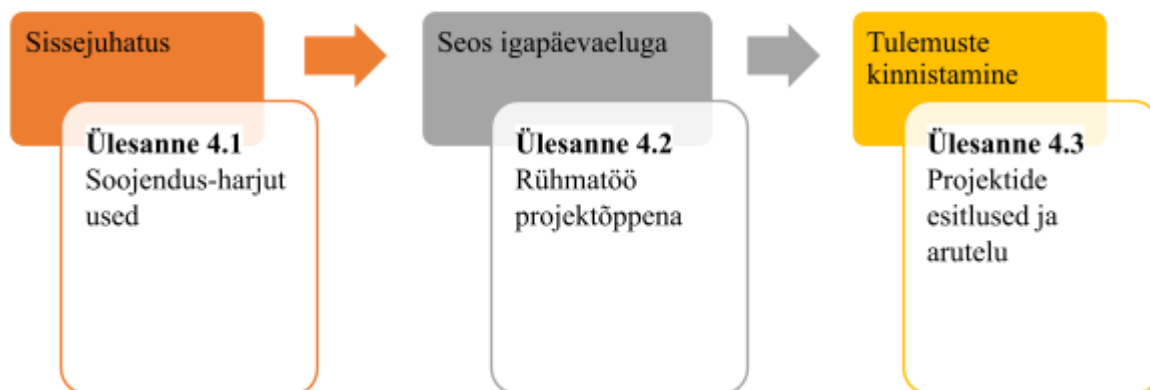 Sissejuhatus
Ülesanne 4.1
Soojendus-harjut
used
Seos igapäevaeluga
Ülesanne 4.2
Rühmatöö
projektõppena
Tulemuste
kinnistamine
Ülesanne 4.3
Projektide
esitlused ja
arutelu